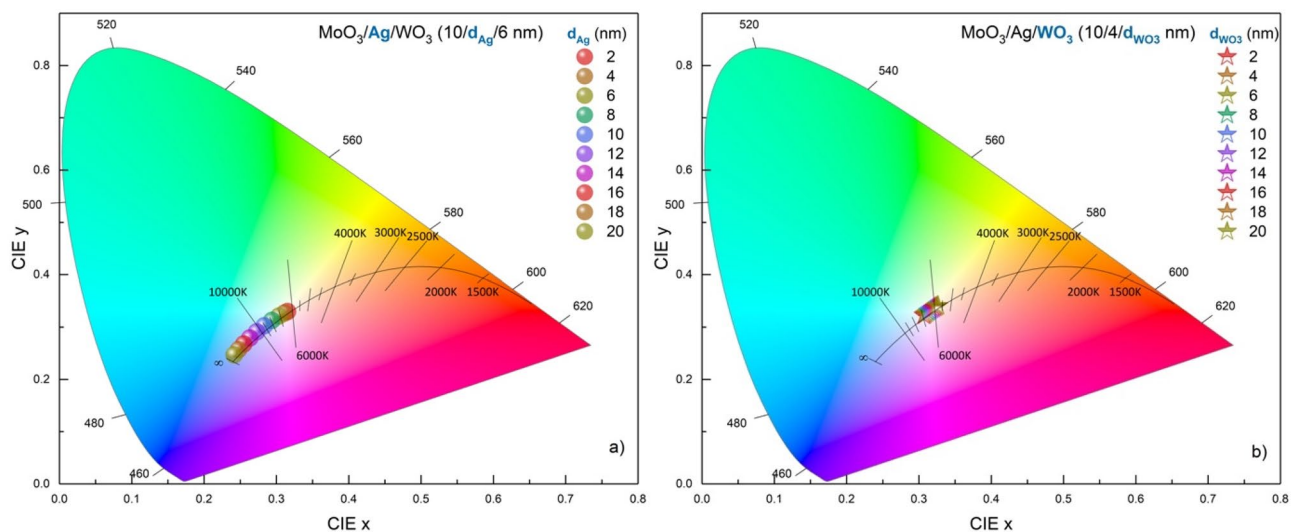 MoO₃/Ag/WO₃ (10/d_Ag/6 nm)
d_Ag (nm)
2
4
6
8
10
12
14
16
18
20
520
540
560
580
600
620
500
480
460
4000K
3000K
2500K
10000K
2000K
1500K
6000K
∞
a)
CIE y
0.8
0.6
0.4
0.2
0.0
0.0 0.1 0.2 0.3 0.4 0.5 0.6 0.7 0.8
CIE x
MoO₃/Ag/WO₃ (10/4/d_WO3 nm)
d_WO3 (nm)
2
4
6
8
10
12
14
16
18
20
520
540
560
580
600
620
500
480
460
4000K
3000K
2500K
10000K
2000K
1500K
6000K
∞
b)
CIE y
0.8
0.6
0.4
0.2
0.0
0.0 0.1 0.2 0.3 0.4 0.5 0.6 0.7 0.8
CIE x